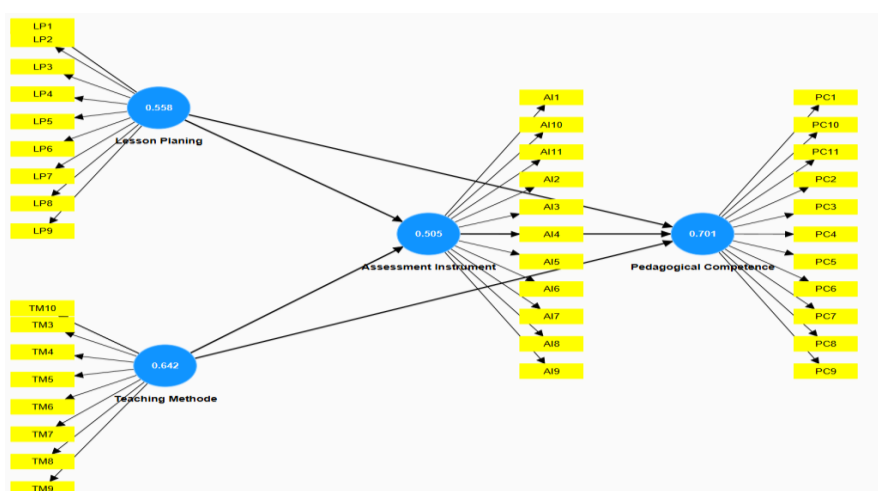 LP1
LP2
LP3
LP4
LP5
LP6
LP7
LP8
LP9
0.558
Lesson Planing
TM10
TM3
TM4
TM5
TM6
TM7
TM8
TM9
0.642
Teaching Methode
0.505
Assessment Instrument
AI1
AI10
AI11
AI2
AI3
AI4
AI5
AI6
AI7
AI8
AI9
0.701
Pedagogical Competence
PC1
PC10
PC11
PC2
PC3
PC4
PC5
PC6
PC7
PC8
PC9